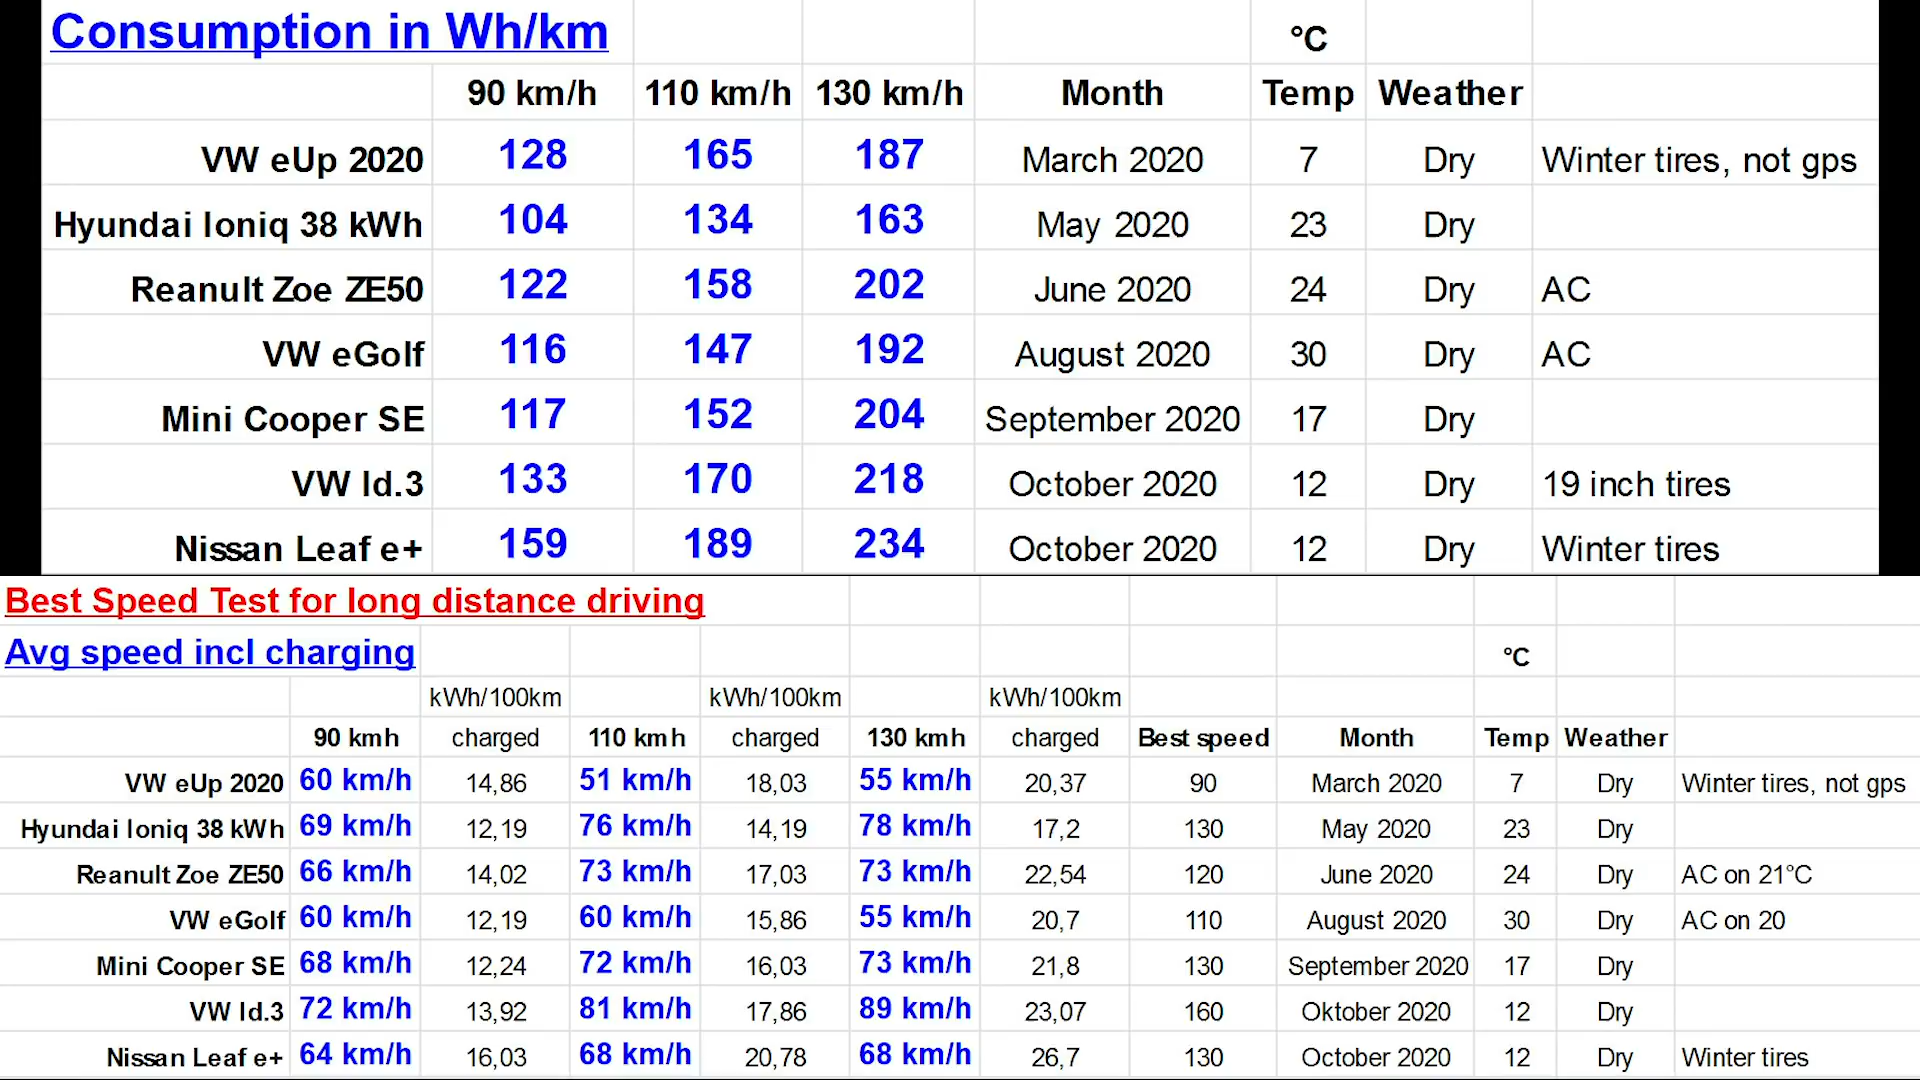 Consumption in Wh/km °C
90 km/h 110 km/h 130 km/h Month Temp Weather
VW eUp 2020 128 165 187 March 2020 7 Dry Winter tires, not gps
Hyundai Ioniq 38 kWh 104 134 163 May 2020 23 Dry
Reanult Zoe ZE50 122 158 202 June 2020 24 Dry AC
VW eGolf 116 147 192 August 2020 30 Dry AC
Mini Cooper SE 117 152 204 September 2020 17 Dry
VW Id.3 133 170 218 October 2020 12 Dry 19 inch tires
Nissan Leaf e+ 159 189 234 October 2020 12 Dry Winter tires
Best Speed Test for long distance driving
Avg speed incl charging °C
kWh/100km kWh/100km kWh/100km
90 kmh charged 110 kmh charged 130 kmh charged Best speed Month Temp Weather
VW eUp 2020 60 km/h 14,86 51 km/h 18,03 55 km/h 20,37 90 March 2020 7 Dry Winter tires, not gps
Hyundai Ioniq 38 kWh 69 km/h 12,19 76 km/h 14,19 78 km/h 17,2 130 May 2020 23 Dry
Reanult Zoe ZE50 66 km/h 14,02 73 km/h 17,03 73 km/h 22,54 120 June 2020 24 Dry AC on 21°C
VW eGolf 60 km/h 12,19 60 km/h 15,86 55 km/h 20,7 110 August 2020 30 Dry AC on 20
Mini Cooper SE 68 km/h 12,24 72 km/h 16,03 73 km/h 21,8 130 September 2020 17 Dry
VW Id.3 72 km/h 13,92 81 km/h 17,86 89 km/h 23,07 160 Oktober 2020 12 Dry
Nissan Leaf e+ 64 km/h 16,03 68 km/h 20,78 68 km/h 26,7 130 October 2020 12 Dry Winter tires